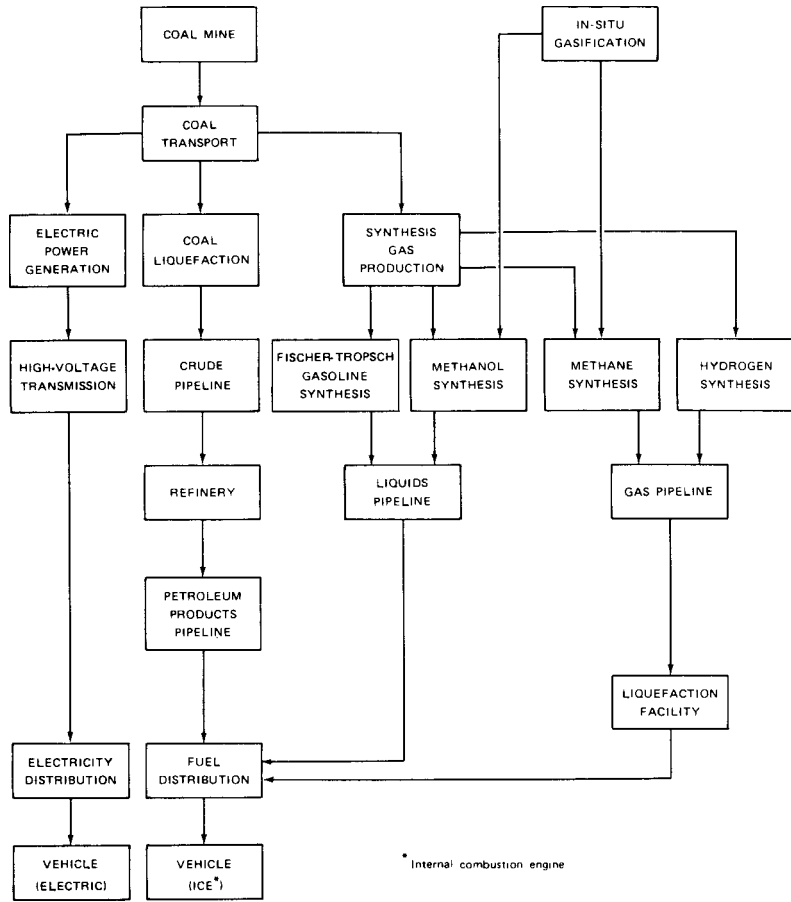 COAL MINE
IN-SITU
GASIFICATION
COAL
TRANSPORT
ELECTRIC
POWER
GENERATION
COAL
LIQUEFACTION
SYNTHESIS
GAS
PRODUCTION
HIGH-VOLTAGE
TRANSMISSION
CRUDE
PIPELINE
FISCHER-TROPSCH
GASOLINE
SYNTHESIS
METHANOL
SYNTHESIS
METHANE
SYNTHESIS
HYDROGEN
SYNTHESIS
REFINERY
LIQUIDS
PIPELINE
GAS PIPELINE
PETROLEUM
PRODUCTS
PIPELINE
LIQUEFACTION
FACILITY
ELECTRICITY
DISTRIBUTION
FUEL
DISTRIBUTION
VEHICLE
(ELECTRIC)
VEHICLE
(ICE*)
* Internal combustion engine